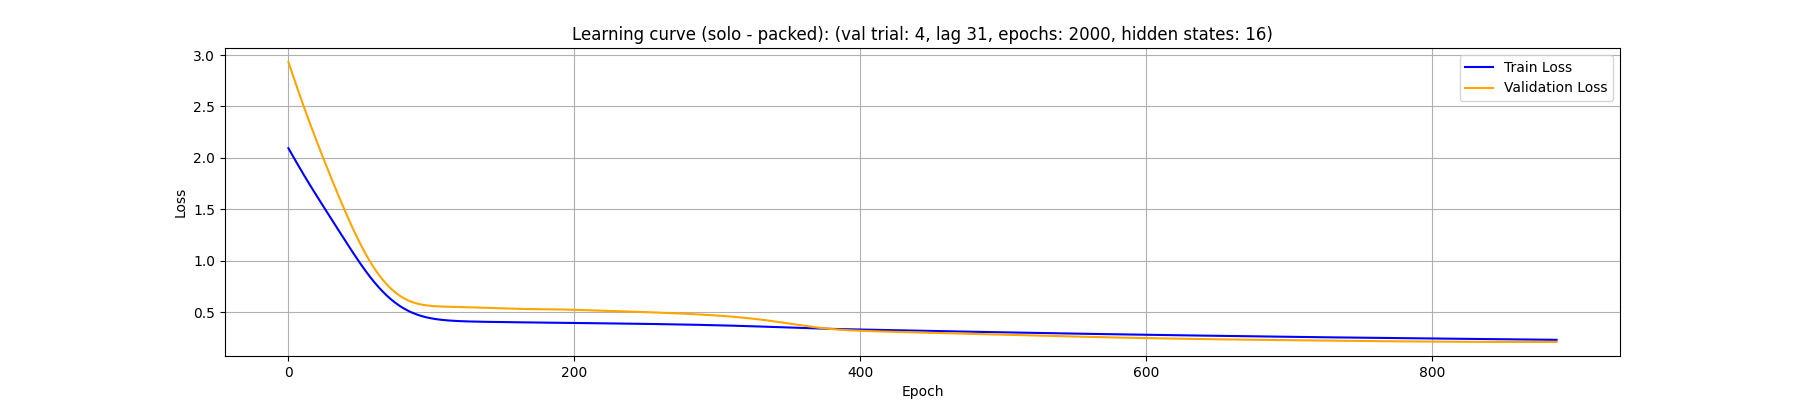 Learning curve (solo - packed): (val trial: 4, lag 31, epochs: 2000, hidden states: 16)
3.0
2.5
2.0
1.5
1.0
0.5
Loss
Train Loss
Validation Loss
0 200 400 600 800
Epoch